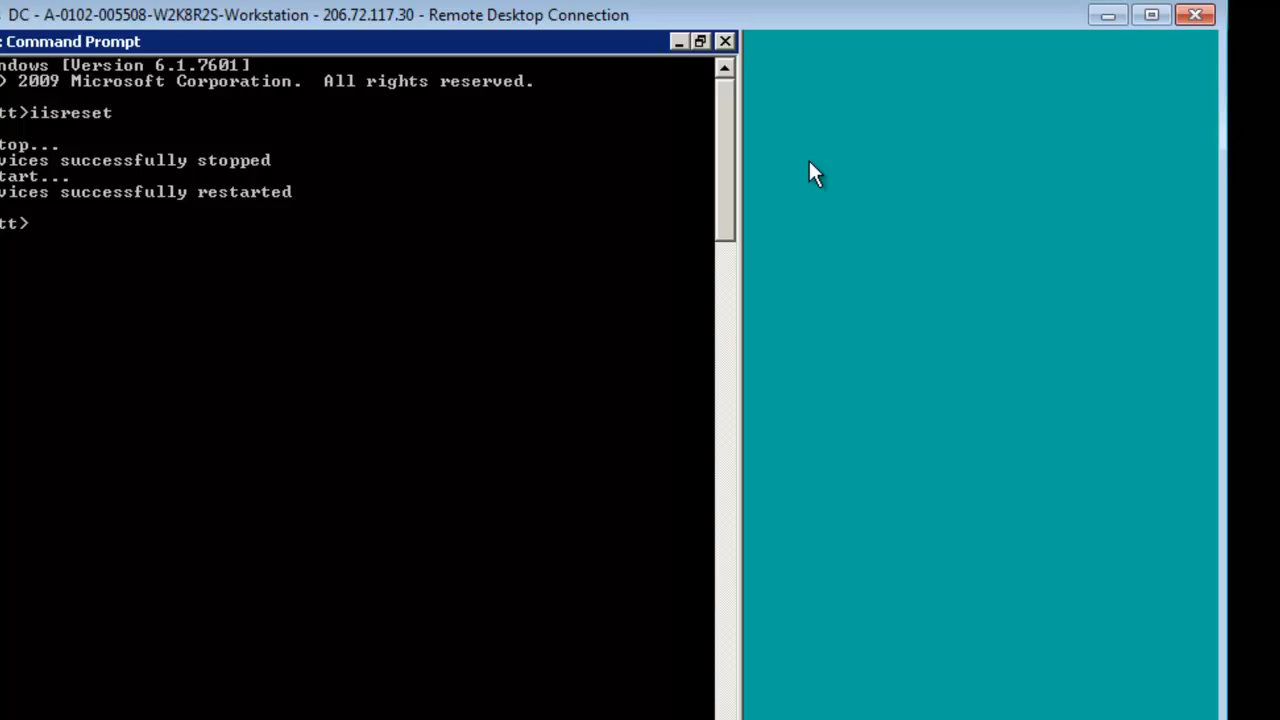 DC - A-0102-005508-W2K8R2S-Workstation - 206.72.117.30 - Remote Desktop Connection
: Command Prompt
ndows [Version 6.1.7601]
) 2009 Microsoft Corporation. All rights reserved.
tt>iisreset
top...
vices successfully stopped
tart...
vices successfully restarted
tt>